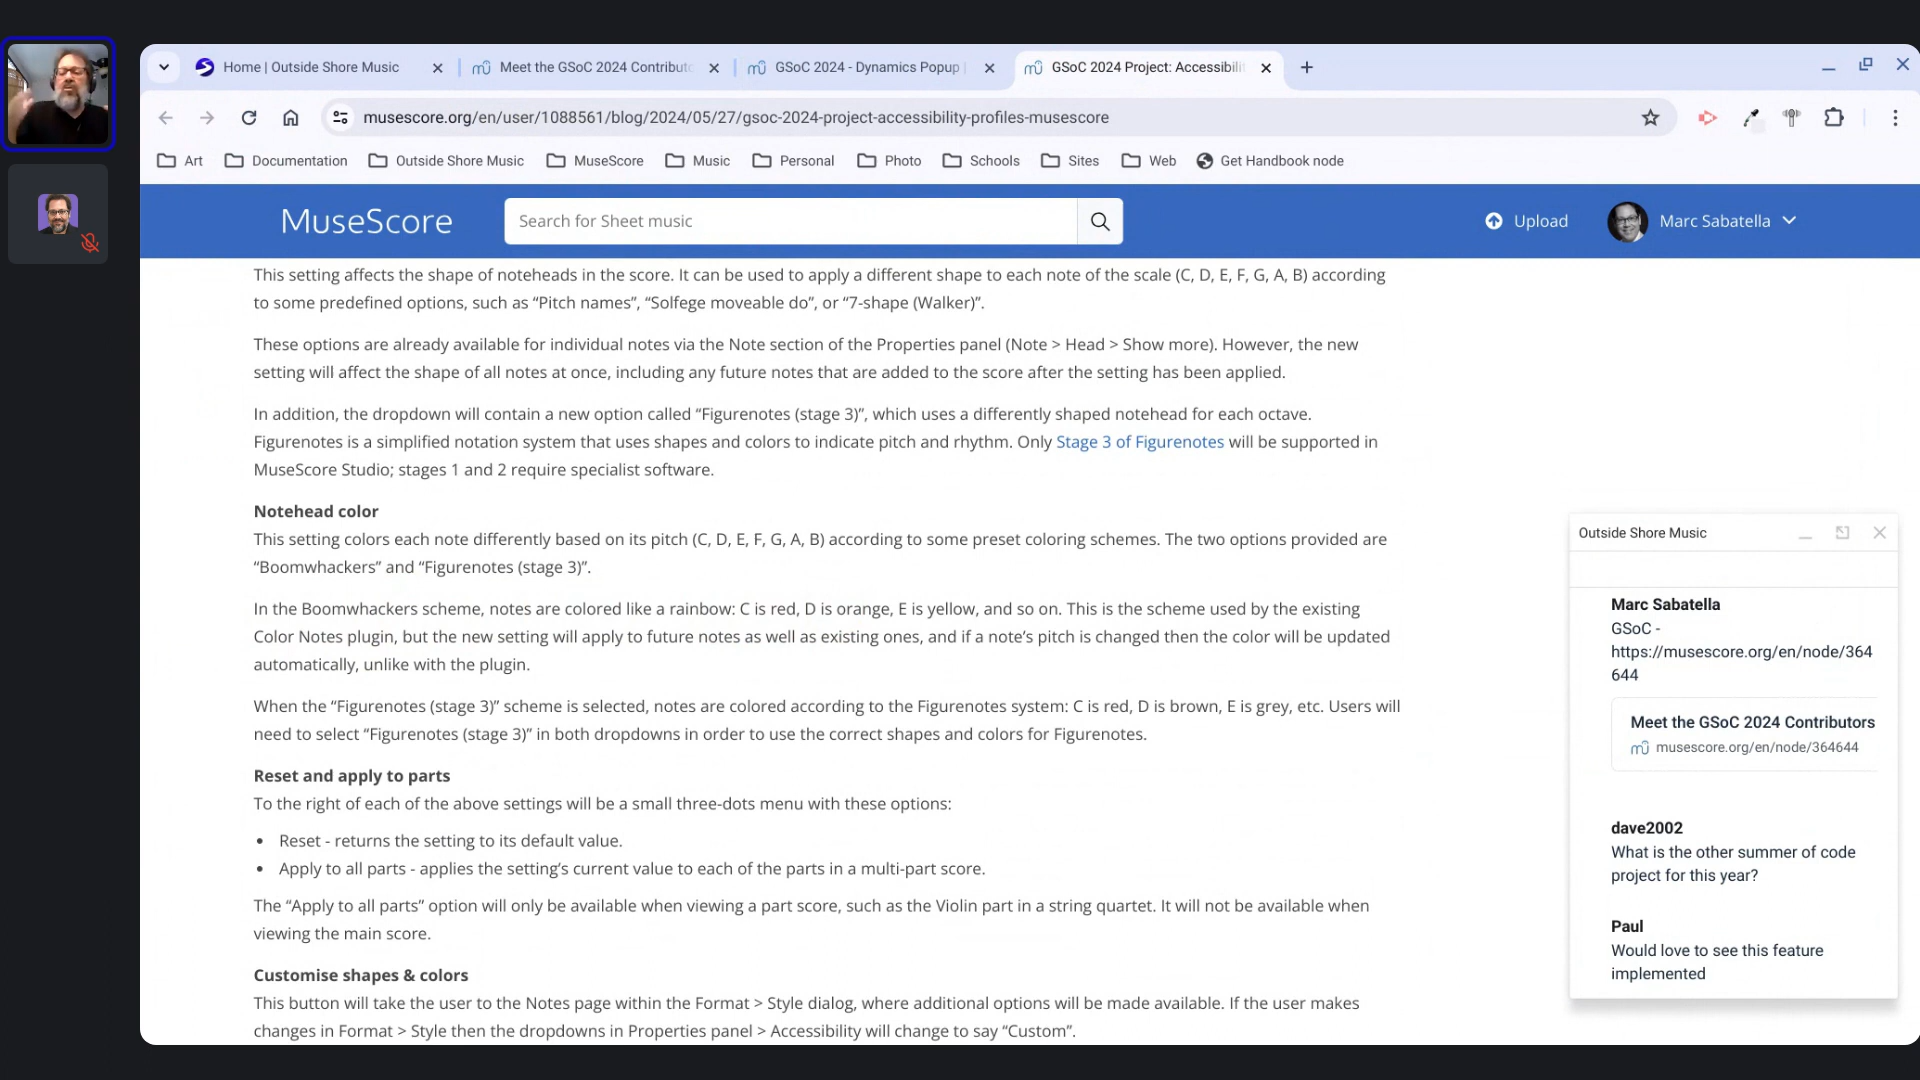 Home | Outside Shore Music
Meet the GSoC 2024 Contribut
GSoC 2024 - Dynamics Popup |
GSoC 2024 Project: Accessibili
musescore.org/en/user/1088561/blog/2024/05/27/gsoc-2024-project-accessibility-profiles-musescore
Art
Documentation
Outside Shore Music
MuseScore
Music
Personal
Photo
Schools
Sites
Web
Get Handbook node
MuseScore
Search for Sheet music
Upload
Marc Sabatella
This setting affects the shape of noteheads in the score. It can be used to apply a different shape to each note of the scale (C, D, E, F, G, A, B) according
to some predefined options, such as “Pitch names”, “Solfege moveable do”, or “7-shape (Walker)”.
These options are already available for individual notes via the Note section of the Properties panel (Note > Head > Show more). However, the new
setting will affect the shape of all notes at once, including any future notes that are added to the score after the setting has been applied.
In addition, the dropdown will contain a new option called “Figurenotes (stage 3)”, which uses a differently shaped notehead for each octave.
Figurenotes is a simplified notation system that uses shapes and colors to indicate pitch and rhythm. Only Stage 3 of Figurenotes will be supported in
MuseScore Studio; stages 1 and 2 require specialist software.
Notehead color
This setting colors each note differently based on its pitch (C, D, E, F, G, A, B) according to some preset coloring schemes. The two options provided are
“Boomwhackers” and “Figurenotes (stage 3)”.
In the Boomwhackers scheme, notes are colored like a rainbow: C is red, D is orange, E is yellow, and so on. This is the scheme used by the existing
Color Notes plugin, but the new setting will apply to future notes as well as existing ones, and if a note’s pitch is changed then the color will be updated
automatically, unlike with the plugin.
When the “Figurenotes (stage 3)” scheme is selected, notes are colored according to the Figurenotes system: C is red, D is brown, E is grey, etc. Users will
need to select “Figurenotes (stage 3)” in both dropdowns in order to use the correct shapes and colors for Figurenotes.
Reset and apply to parts
To the right of each of the above settings will be a small three-dots menu with these options:
• Reset - returns the setting to its default value.
• Apply to all parts - applies the setting’s current value to each of the parts in a multi-part score.
The “Apply to all parts” option will only be available when viewing a part score, such as the Violin part in a string quartet. It will not be available when
viewing the main score.
Customise shapes & colors
This button will take the user to the Notes page within the Format > Style dialog, where additional options will be made available. If the user makes
changes in Format > Style then the dropdowns in Properties panel > Accessibility will change to say “Custom”.
Outside Shore Music
Marc Sabatella
GSoC -
https://musescore.org/en/node/364
644
Meet the GSoC 2024 Contributors
musescore.org/en/node/364644
dave2002
What is the other summer of code
project for this year?
Paul
Would love to see this feature
implemented